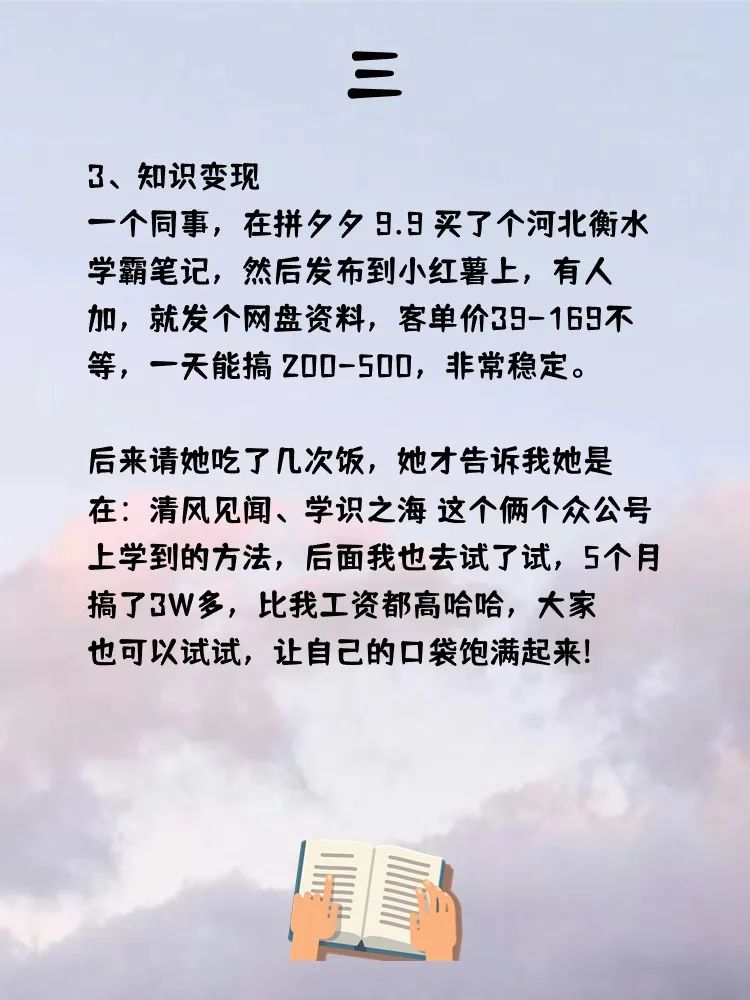 三
3、知识变现
一个同事，在拼夕夕 9.9 买了个河北衡水
学霸笔记，然后发布到小红薯上，有人
加，就发个网盘资料，客单价39-169不
等，一天能搞 200-500，非常稳定。
后来请她吃了几次饭，她才告诉我她是
在：清风见闻、学识之海 这个俩个众公号
上学到的方法，后面我也去试了试，5个月
搞了3W多，比我工资都高哈哈，大家
也可以试试，让自己的口袋饱满起来!